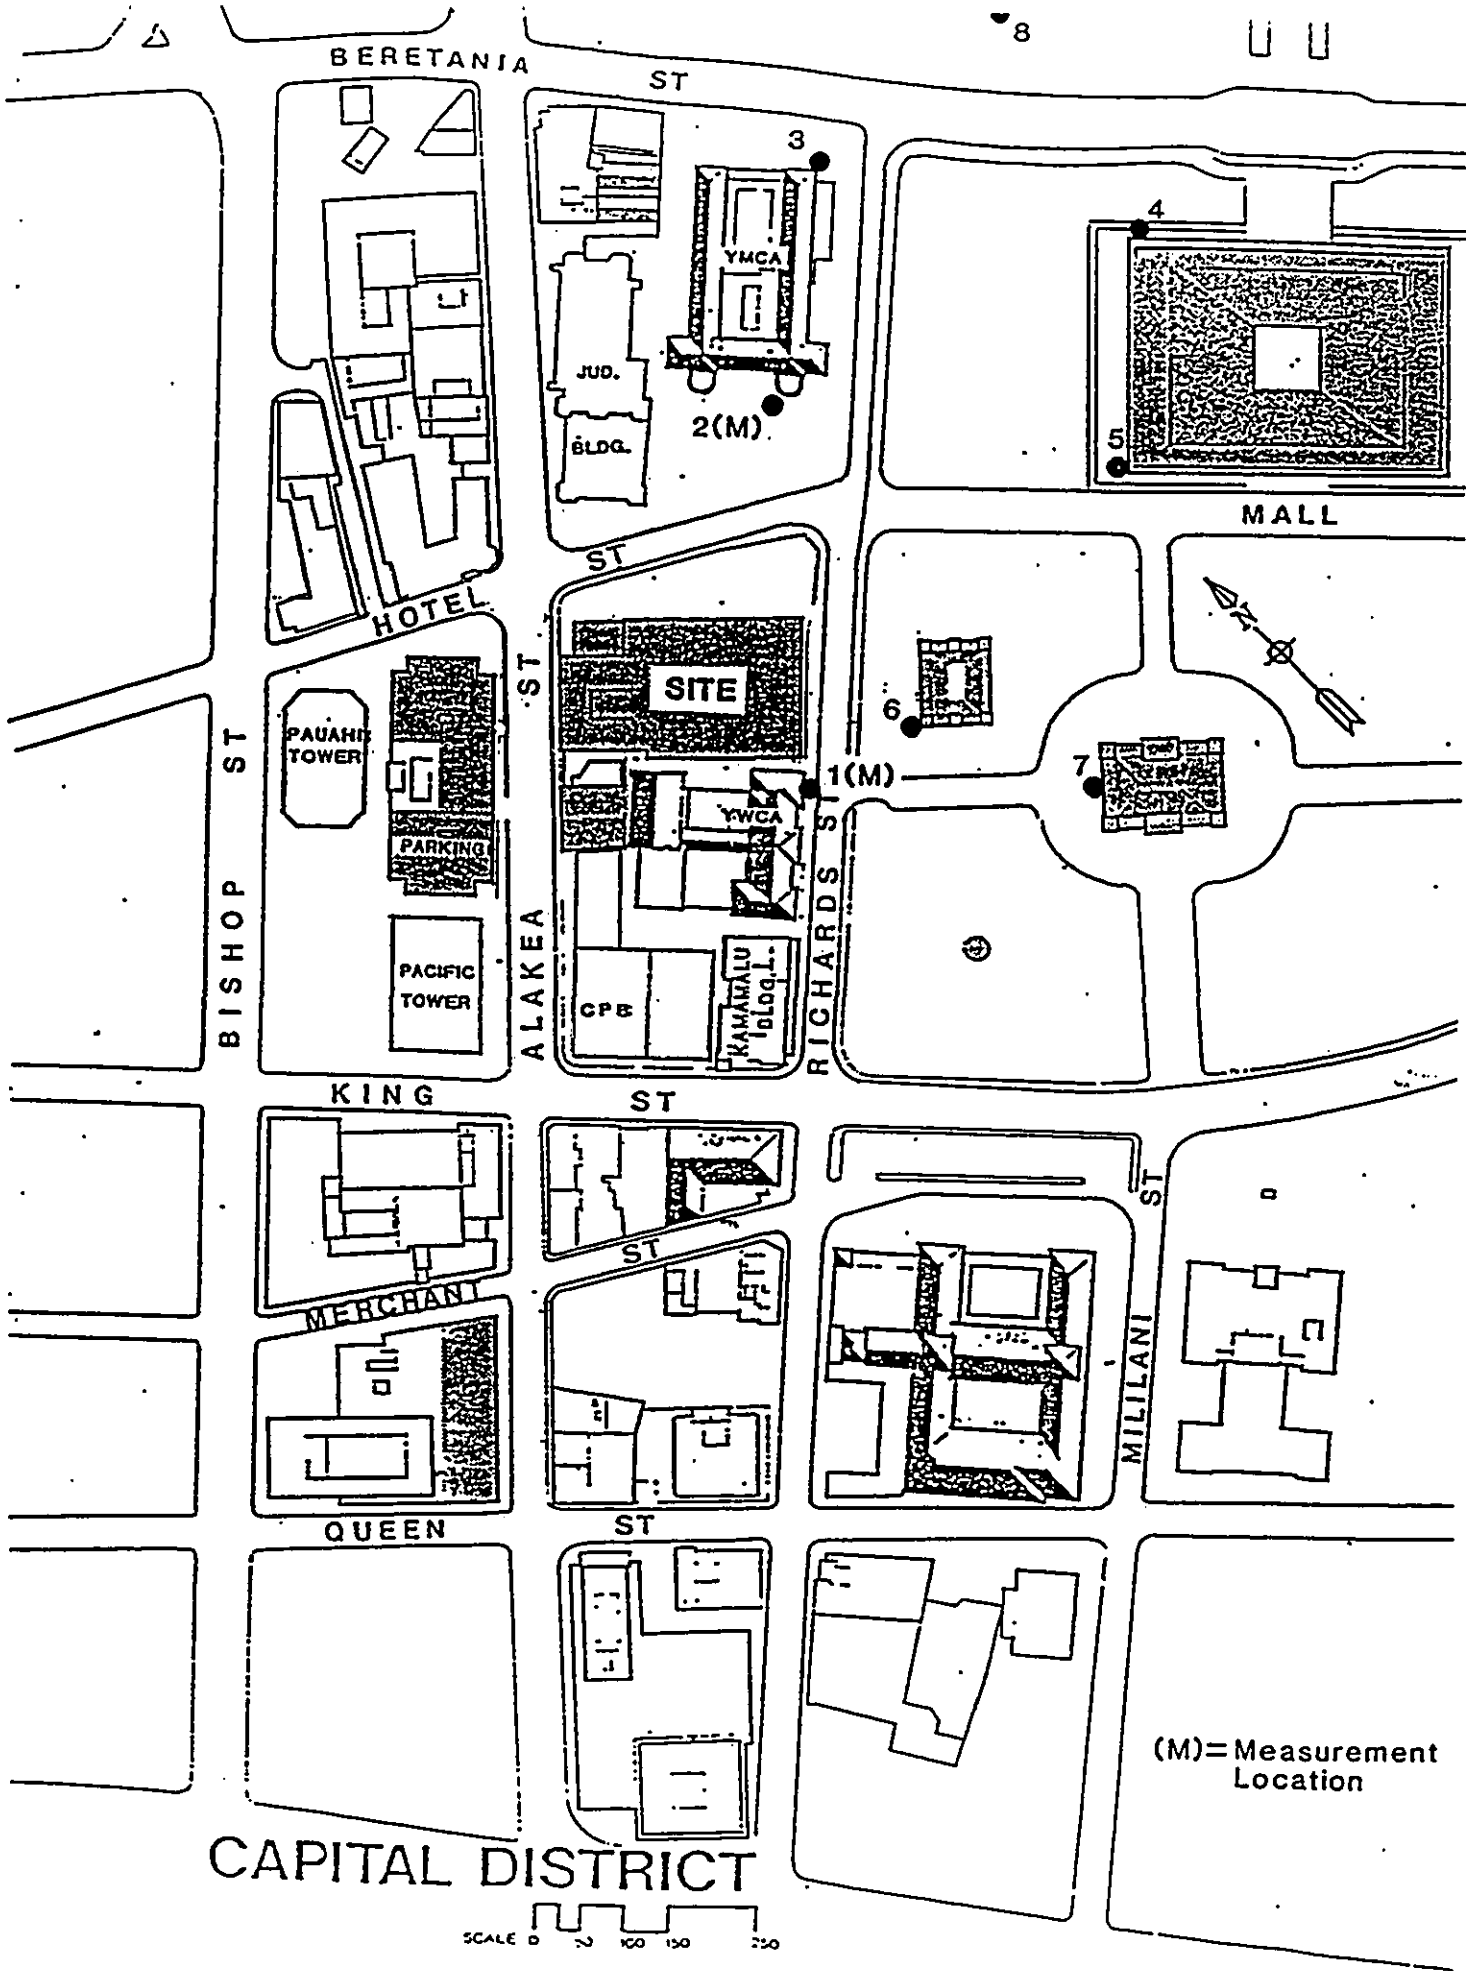 8
BERETANIA ST
3
4
YMCA
JUD.
BLDG.
2(M)
5
MALL
HOTEL ST
N
SITE
PAUAHI
TOWER
6
7
1(M)
YWCA
PARKING
BISHOP ST
ALAKEA ST
RICHARDS ST
PACIFIC
TOWER
CPB
KAMAMALU
BLDG.
KING ST
MERCHANT ST
MILILANI ST
QUEEN ST
(M)=Measurement
Location
CAPITAL DISTRICT
SCALE 0 50 100 150 250